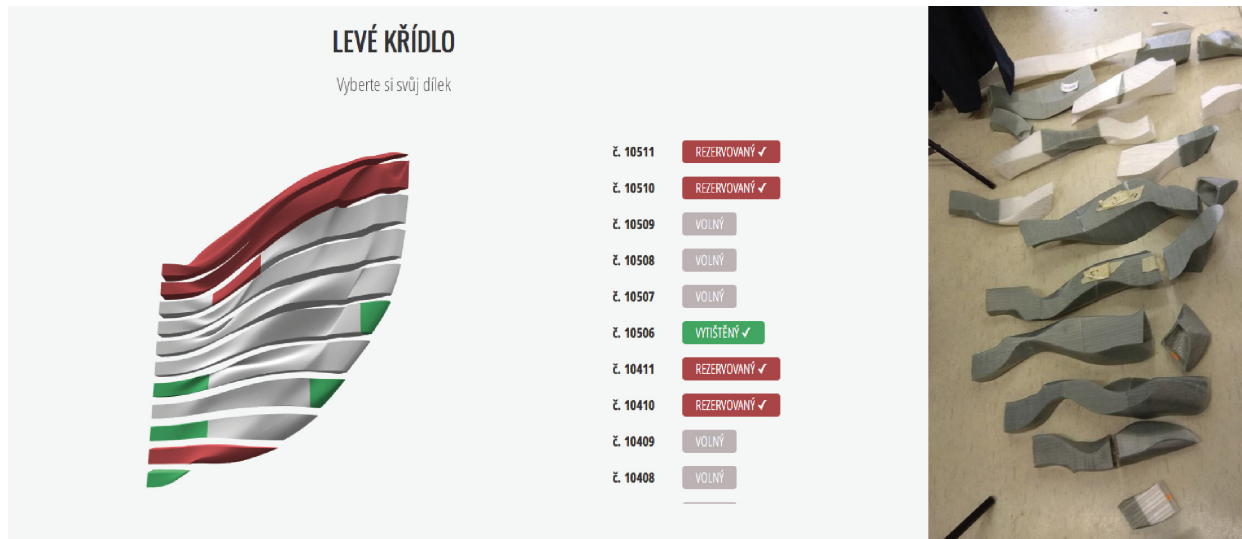 LEVÉ KŘÍDLO
Vyberte si svůj dílek
č. 10511 REZERVOVANÝ ✓
č. 10510 REZERVOVANÝ ✓
č. 10509 VOLNÝ
č. 10508 VOLNÝ
č. 10507 VOLNÝ
č. 10506 VYTIŠTĚNÝ ✓
č. 10411 REZERVOVANÝ ✓
č. 10410 REZERVOVANÝ ✓
č. 10409 VOLNÝ
č. 10408 VOLNÝ